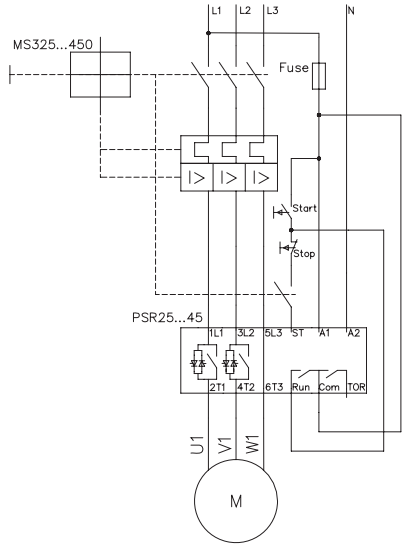 L1 L2 L3 N
MS325...450
Fuse
I> I> I>
Start
Stop
PSR25...45
1L1 3L2 5L3 ST A1 A2
2T1 4T2 6T3 Run Com TOR
U1 V1 W1
M